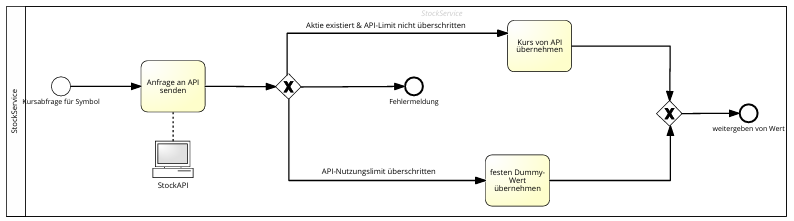 StockService
StockService
Aktie existiert & API-Limit nicht überschritten
Kurs von API
übernehmen
Anfrage an API
senden
Kursabfrage für Symbol
Fehlermeldung
weitergeben von Wert
StockAPI
API-Nutzungslimit überschritten
festen Dummy-
Wert
übernehmen